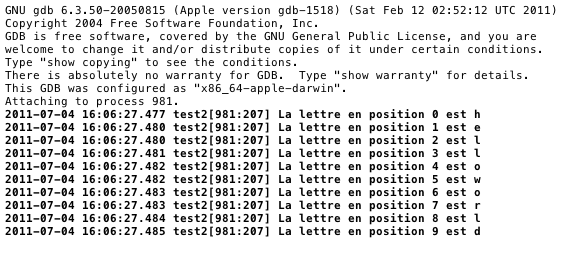 GNU gdb 6.3.50-20050815 (Apple version gdb-1518) (Sat Feb 12 02:52:12 UTC 2011)
Copyright 2004 Free Software Foundation, Inc.
GDB is free software, covered by the GNU General Public License, and you are
welcome to change it and/or distribute copies of it under certain conditions.
Type "show copying" to see the conditions.
There is absolutely no warranty for GDB.  Type "show warranty" for details.
This GDB was configured as "x86_64-apple-darwin".
Attaching to process 981.
2011-07-04 16:06:27.477 test2[981:207] La lettre en position 0 est h
2011-07-04 16:06:27.480 test2[981:207] La lettre en position 1 est e
2011-07-04 16:06:27.480 test2[981:207] La lettre en position 2 est l
2011-07-04 16:06:27.481 test2[981:207] La lettre en position 3 est l
2011-07-04 16:06:27.482 test2[981:207] La lettre en position 4 est o
2011-07-04 16:06:27.482 test2[981:207] La lettre en position 5 est w
2011-07-04 16:06:27.483 test2[981:207] La lettre en position 6 est o
2011-07-04 16:06:27.483 test2[981:207] La lettre en position 7 est r
2011-07-04 16:06:27.484 test2[981:207] La lettre en position 8 est l
2011-07-04 16:06:27.485 test2[981:207] La lettre en position 9 est d